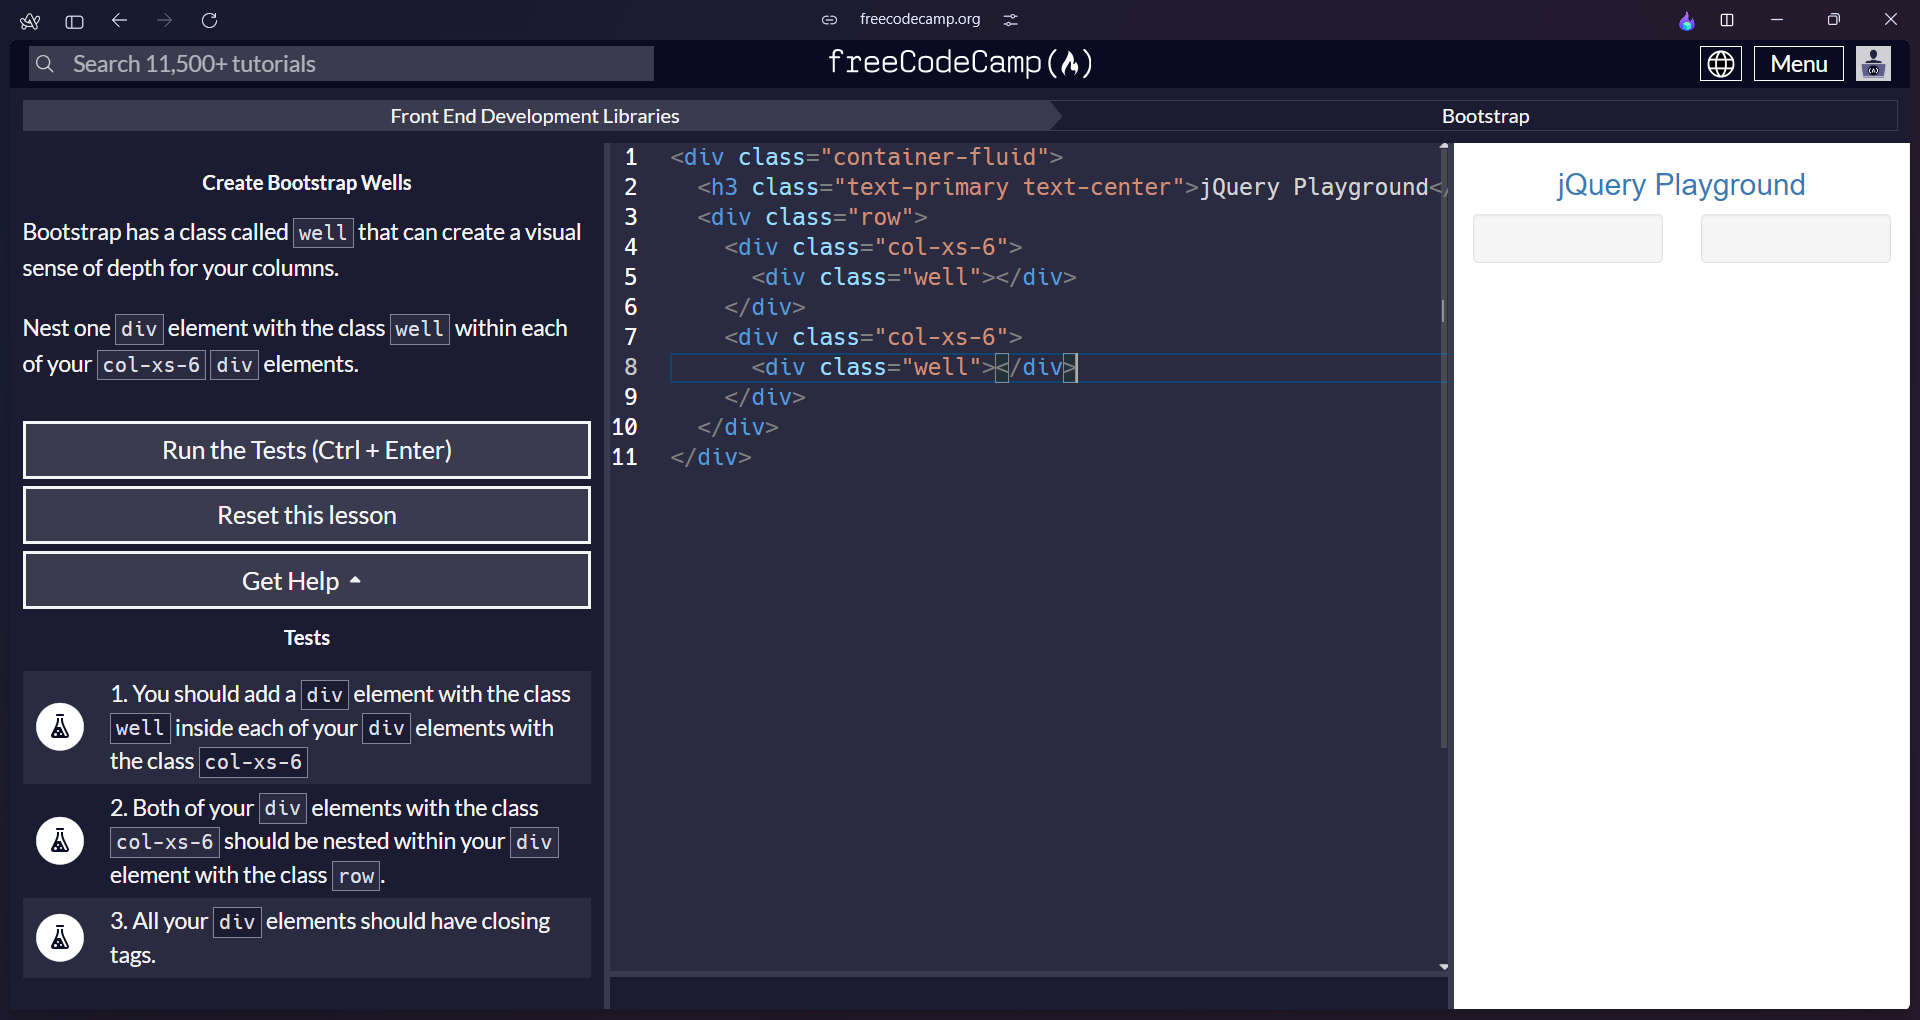 freecodecamp.org
Search 11,500+ tutorials
freeCodeCamp
Menu
Front End Development Libraries
Bootstrap
Create Bootstrap Wells
Bootstrap has a class called well that can create a visual
sense of depth for your columns.
Nest one div element with the class well within each
of your col-xs-6 div elements.
Run the Tests (Ctrl + Enter)
Reset this lesson
Get Help
Tests
1. You should add a div element with the class
well inside each of your div elements with
the class col-xs-6
2. Both of your div elements with the class
col-xs-6 should be nested within your div
element with the class row.
3. All your div elements should have closing
tags.
1 <div class="container-fluid">
2 <h3 class="text-primary text-center">jQuery Playground<
3 <div class="row">
4 <div class="col-xs-6">
5 <div class="well"></div>
6 </div>
7 <div class="col-xs-6">
8 <div class="well"></div>
9 </div>
10 </div>
11 </div>
jQuery Playground